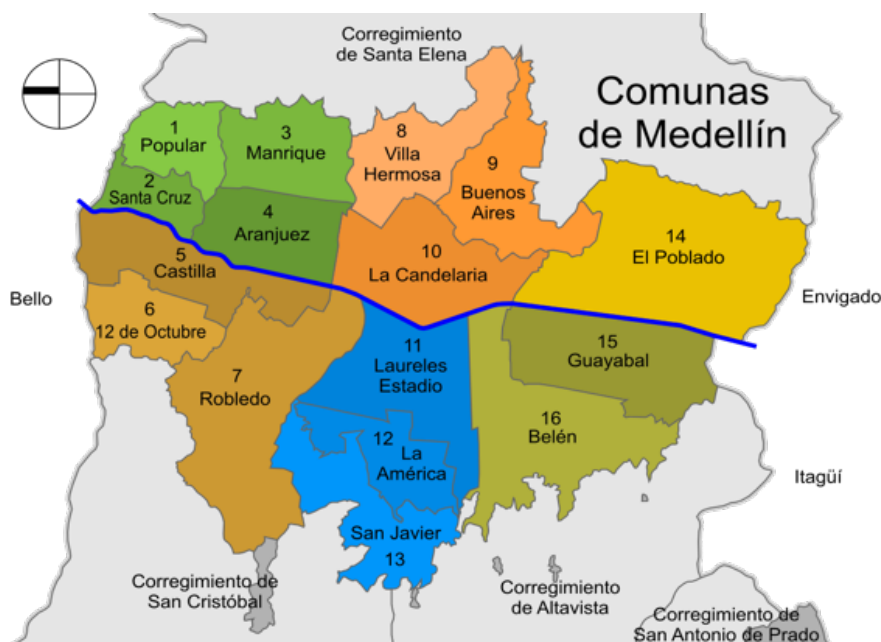 Corregimiento
de Santa Elena
Comunas
de Medellín
1
Popular
3
Manrique
8
Villa
Hermosa
9
Buenos
Aires
2
Santa Cruz
4
Aranjuez
14
El Poblado
5
Castilla
10
La Candelaria
Bello
Envigado
6
12 de Octubre
11
Laureles
Estadio
15
Guayabal
7
Robledo
16
Belén
12
La
América
Itagüí
San Javier
13
Corregimiento de
San Cristóbal
Corregimiento
de Altavista
Corregimiento de
San Antonio de Prado